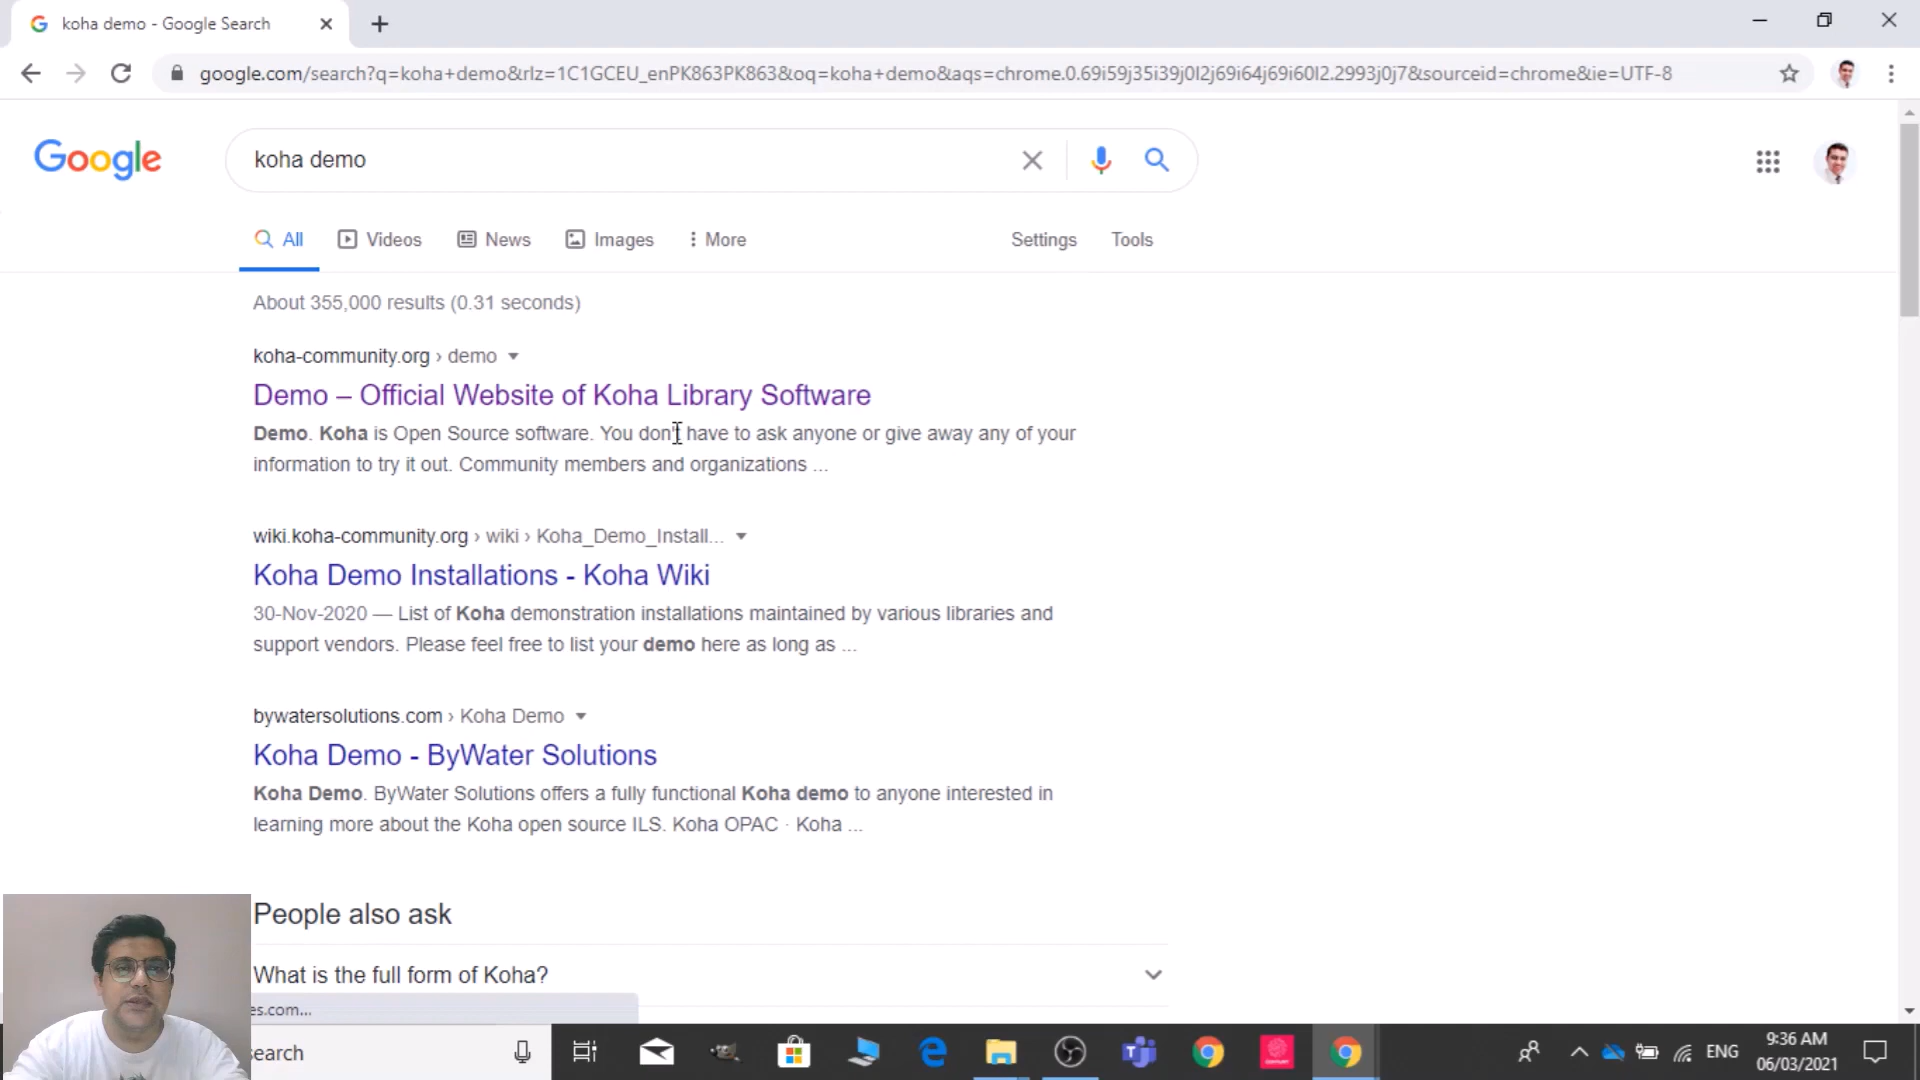 koha demo - Google Search
google.com/search?q=koha+demo&rlz=1C1GCEU_enPK863PK863&oq=koha+demo&aqs=chrome.0.69i59j35i39j0l2j69i64j69i60l2.2993j0j7&sourceid=chrome&ie=UTF-8
Google
koha demo
All Videos News Images More Settings Tools
About 355,000 results (0.31 seconds)
koha-community.org › demo
Demo – Official Website of Koha Library Software
Demo. Koha is Open Source software. You don't have to ask anyone or give away any of your
information to try it out. Community members and organizations ...
wiki.koha-community.org › wiki › Koha_Demo_Install...
Koha Demo Installations - Koha Wiki
30-Nov-2020 — List of Koha demonstration installations maintained by various libraries and
support vendors. Please feel free to list your demo here as long as ...
bywatersolutions.com › Koha Demo
Koha Demo - ByWater Solutions
Koha Demo. ByWater Solutions offers a fully functional Koha demo to anyone interested in
learning more about the Koha open source ILS. Koha OPAC · Koha ...
People also ask
What is the full form of Koha?
es.com...
earch
ENG
9:36 AM
06/03/2021